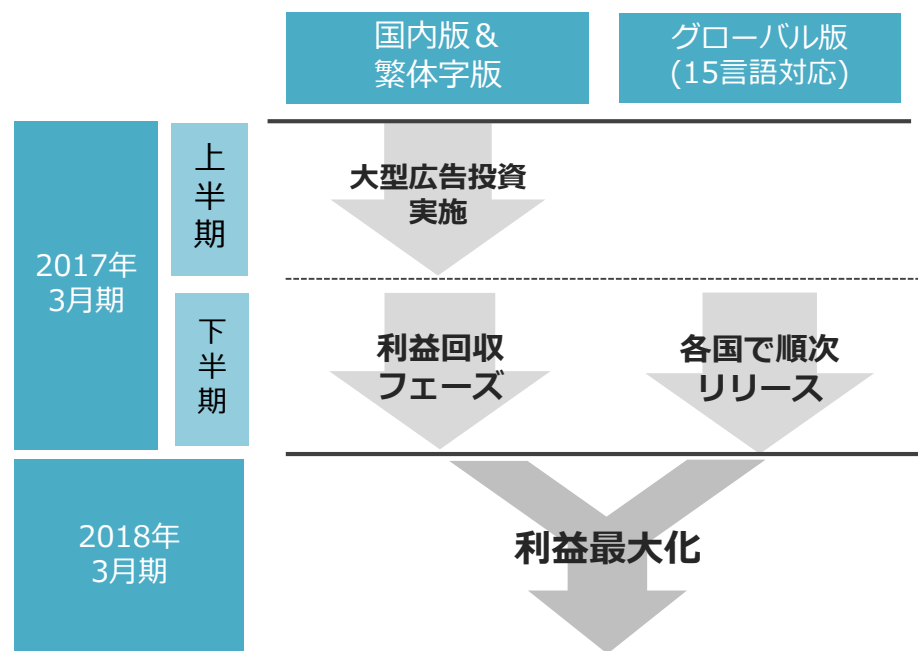 国内版&
繁体字版
グローバル版
(15言語対応)
2017年
3月期
上
半
期
大型広告投資
実施
下
半
期
利益回収
フェーズ
各国で順次
リリース
2018年
3月期
利益最大化